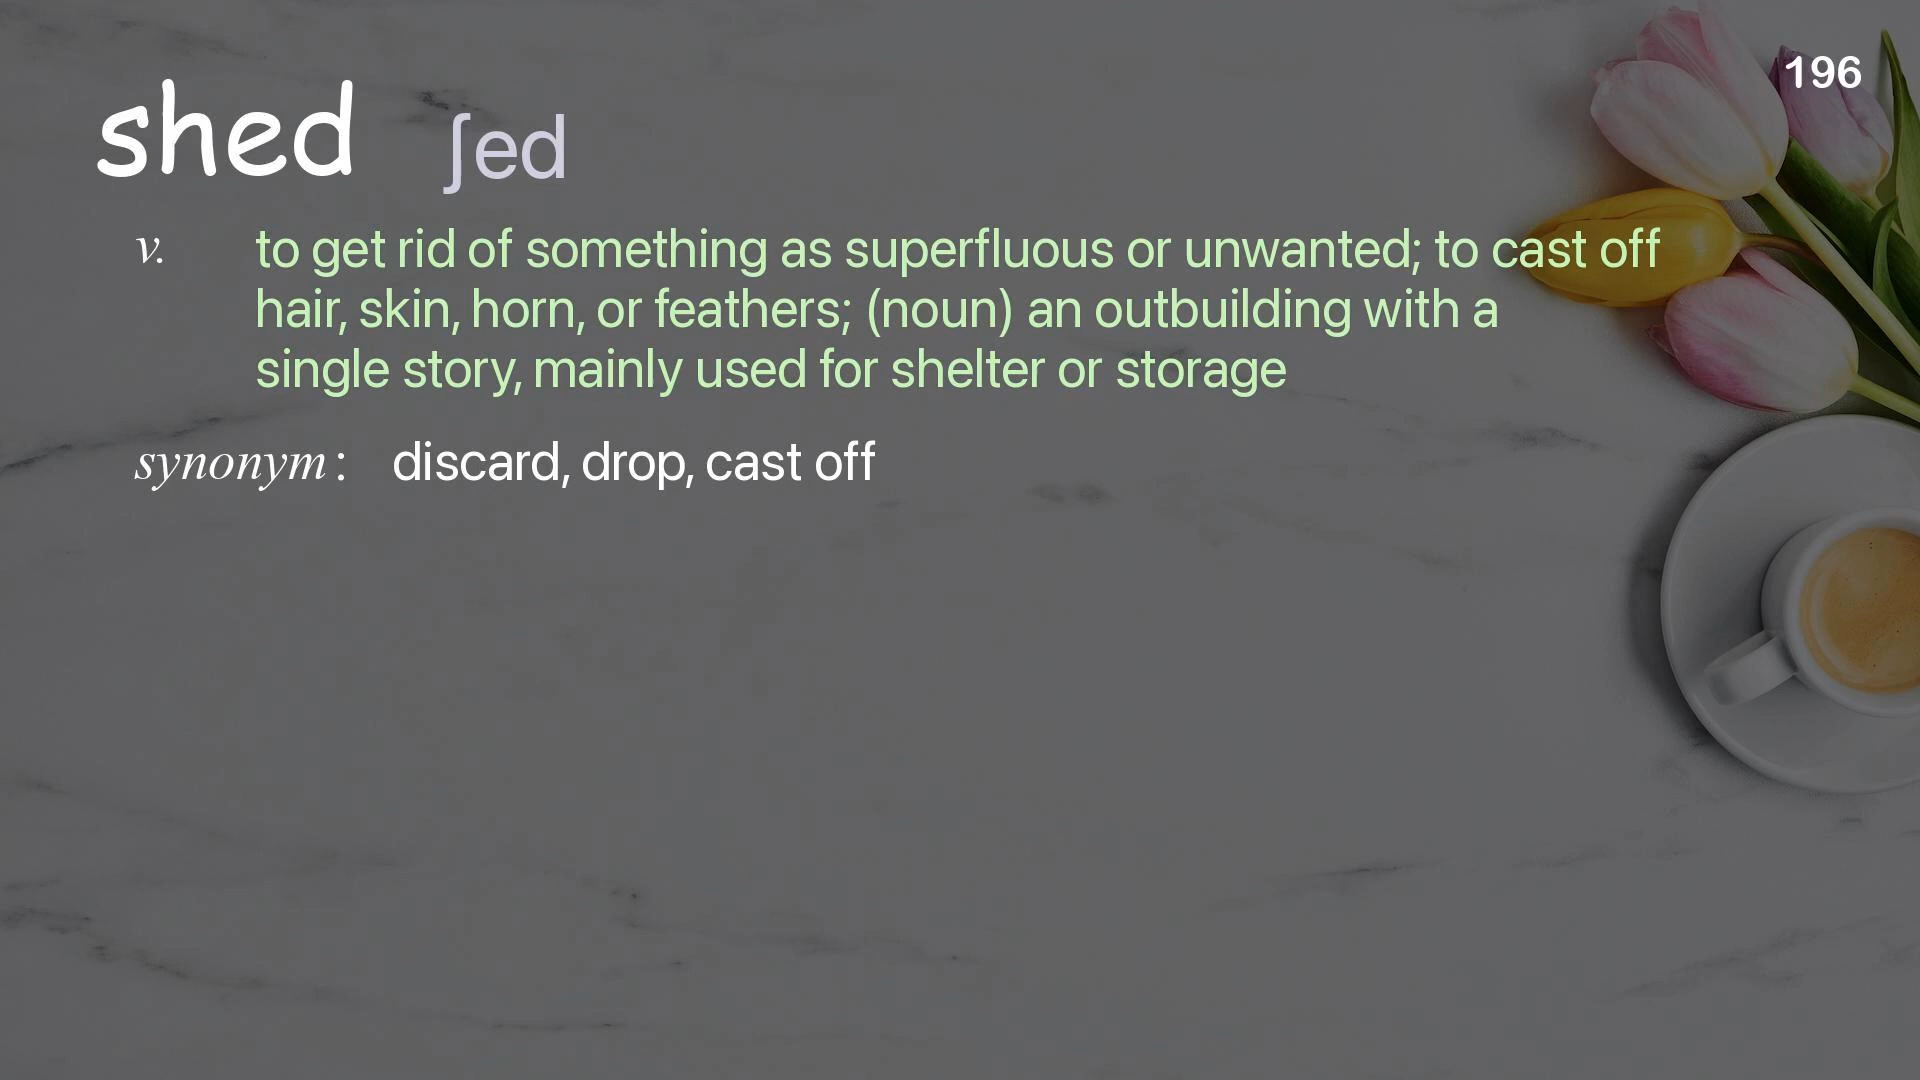 196
shed ʃed
v. to get rid of something as superfluous or unwanted; to cast off
hair, skin, horn, or feathers; (noun) an outbuilding with a
single story, mainly used for shelter or storage
synonym : discard, drop, cast off